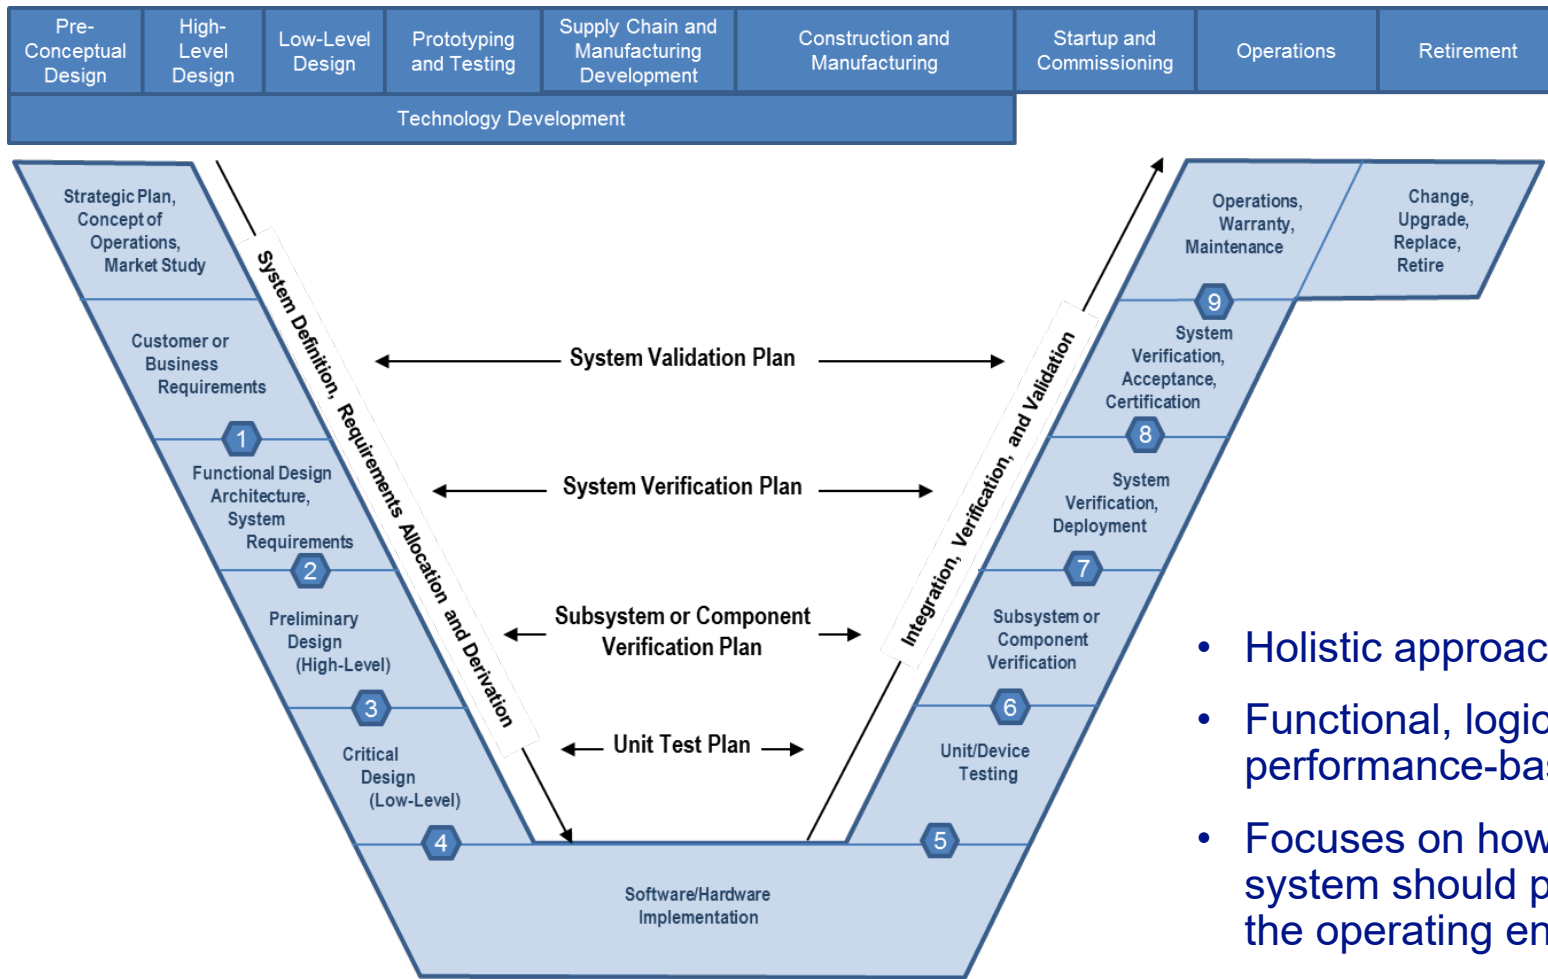 Pre-
Conceptual
Design
High-
Level
Design
Low-Level
Design
Prototyping
and Testing
Supply Chain and
Manufacturing
Development
Construction and
Manufacturing
Startup and
Commissioning
Operations
Retirement
Technology Development
Strategic Plan,
Concept of
Operations,
Market Study
Customer or
Business
Requirements
1
Functional Design
Architecture,
System
Requirements
2
Preliminary
Design
(High-Level)
3
Critical
Design
(Low-Level)
4
System Definition, Requirements Allocation and Derivation
System Validation Plan
System Verification Plan
Subsystem or Component
Verification Plan
Unit Test Plan
Software/Hardware
Implementation
Integration, Verification, and Validation
Operations,
Warranty,
Maintenance
Change,
Upgrade,
Replace,
Retire
9
System
Verification,
Acceptance,
Certification
8
System
Verification,
Deployment
7
Subsystem or
Component
Verification
6
Unit/Device
Testing
5
• Holistic approac
• Functional, logic
performance-bas
• Focuses on how
system should p
the operating en